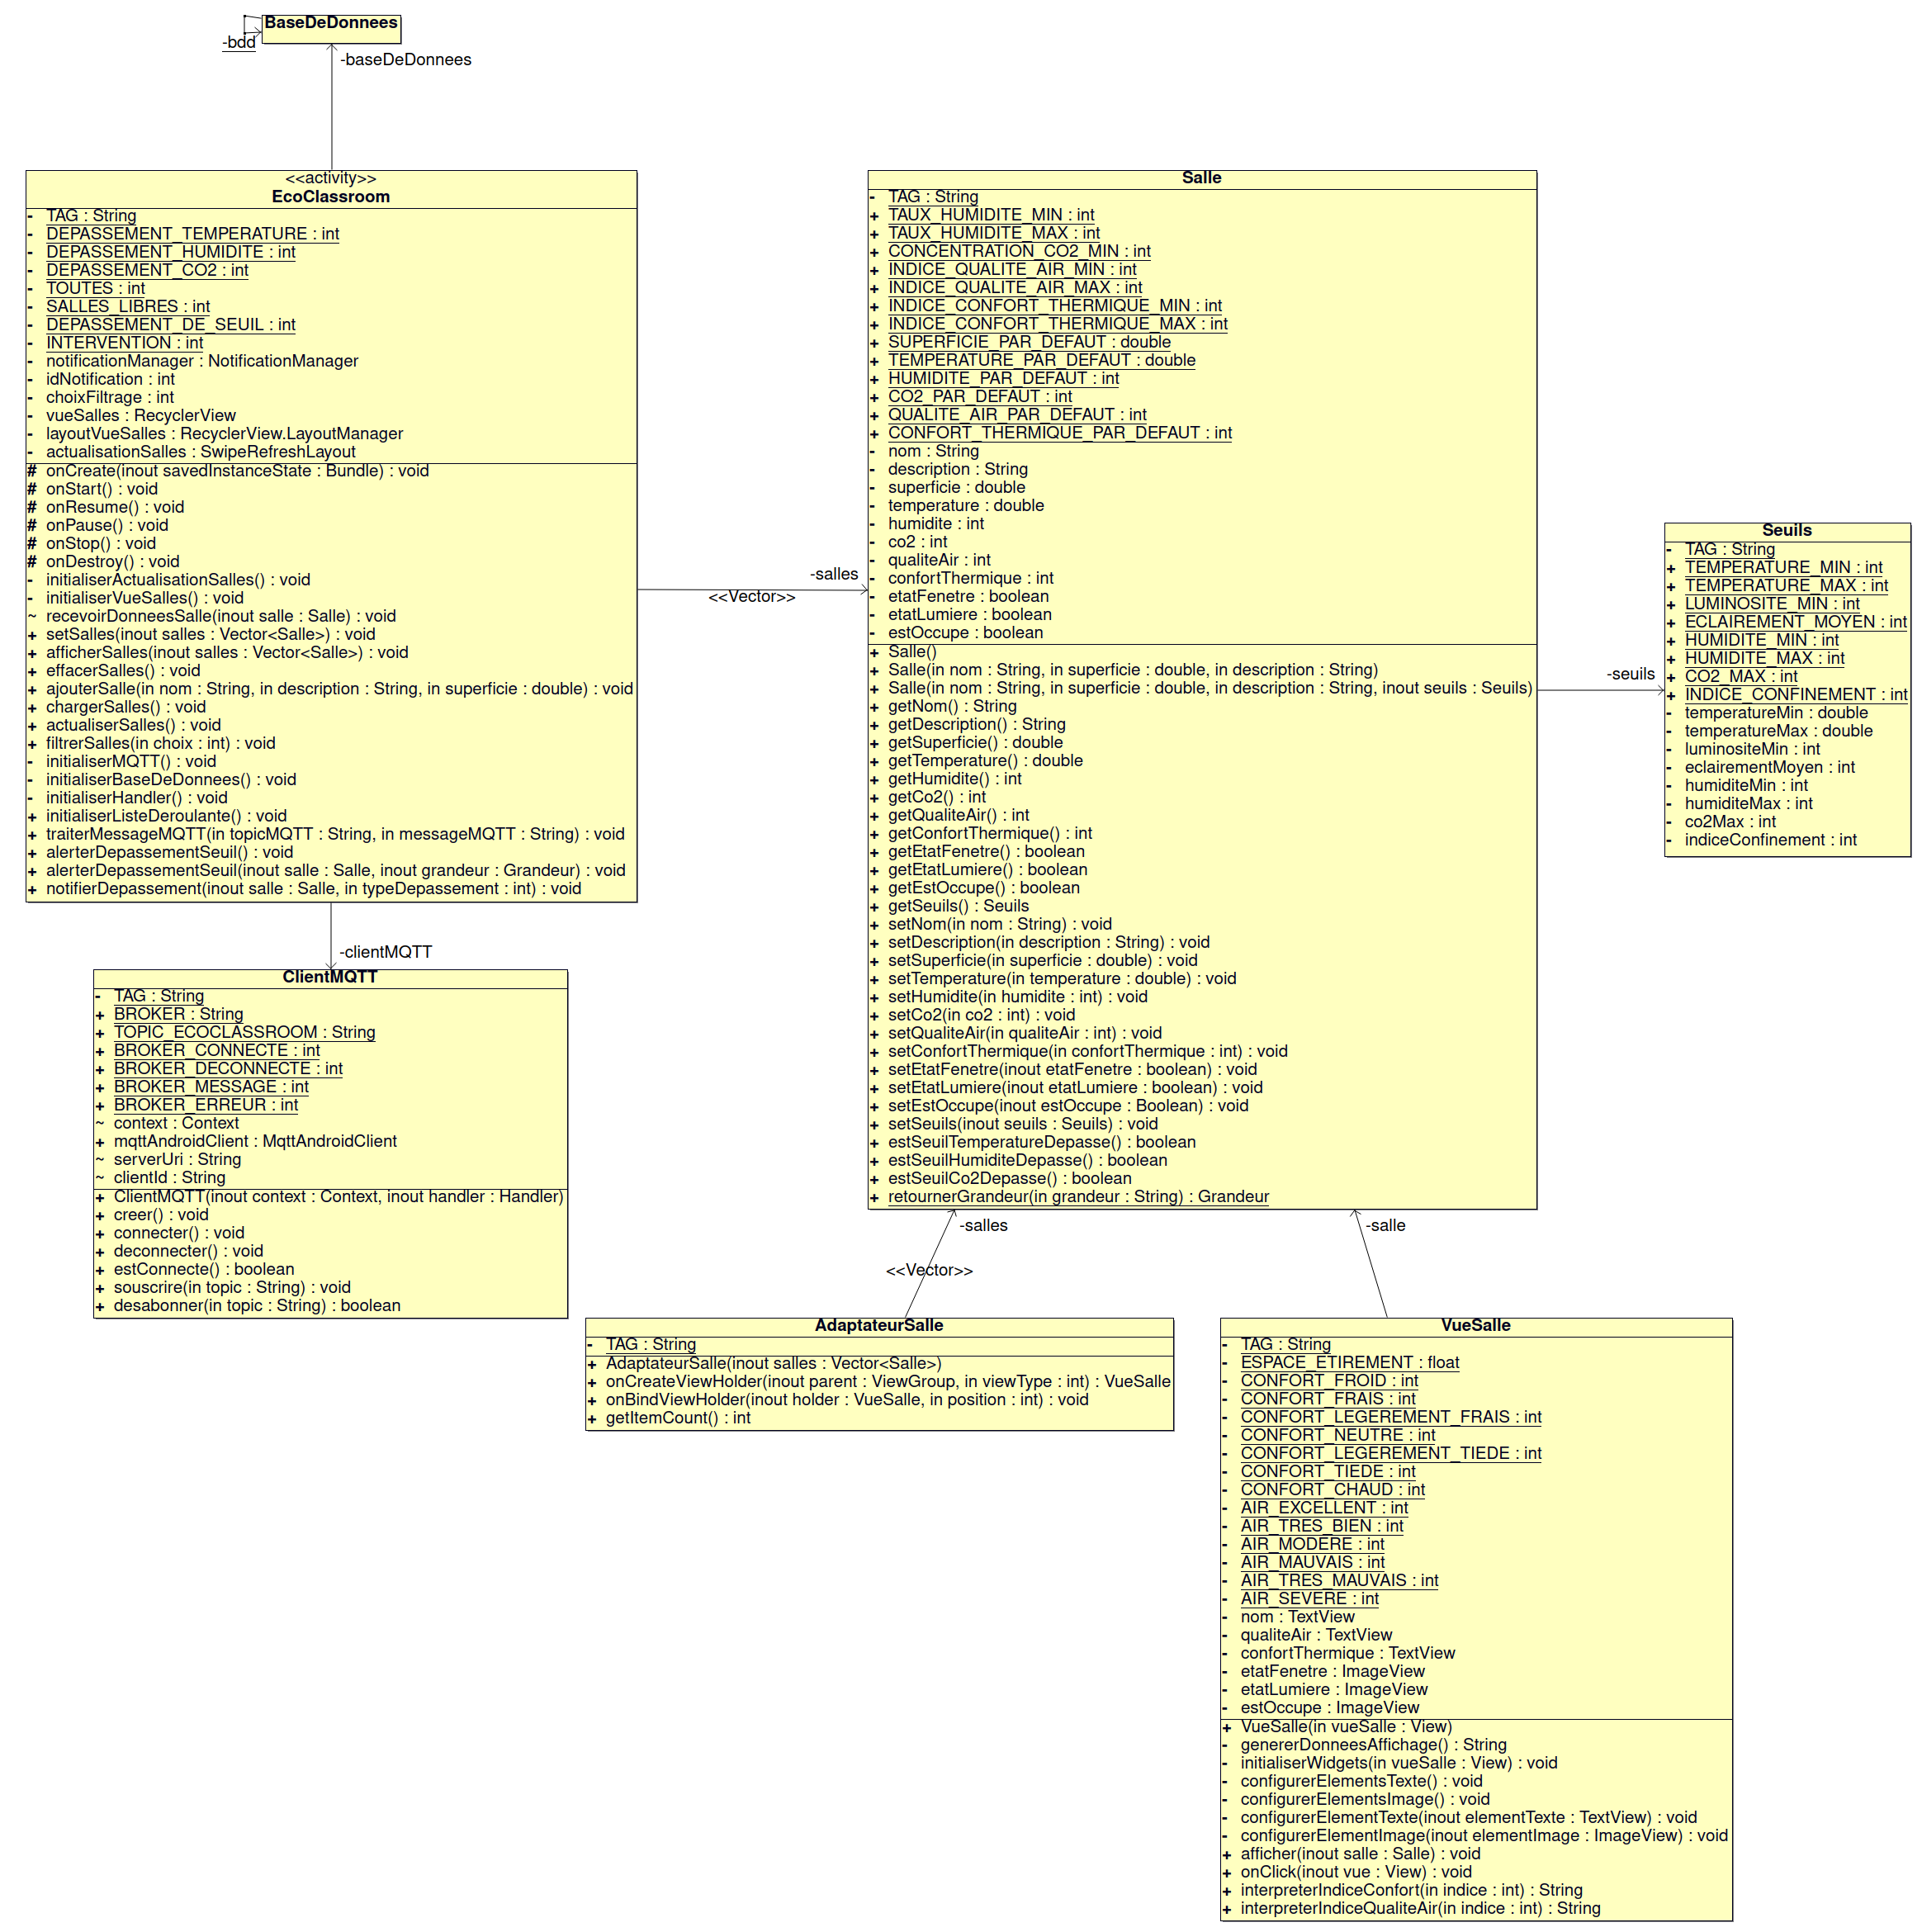 BaseDeDonnees
-bdd
-baseDeDonnees
<<activity>>
EcoClassroom
- TAG : String
- DEPASSEMENT_TEMPERATURE : int
- DEPASSEMENT_HUMIDITE : int
- DEPASSEMENT_CO2 : int
- TOUTES : int
- SALLES_LIBRES : int
- DEPASSEMENT_DE_SEUIL : int
- INTERVENTION : int
- notificationManager : NotificationManager
- idNotification : int
- choixFiltrage : int
- vueSalles : RecyclerView
- layoutVueSalles : RecyclerView.LayoutManager
- actualisationSalles : SwipeRefreshLayout
# onCreate(inout savedInstanceState : Bundle) : void
# onStart() : void
# onResume() : void
# onPause() : void
# onStop() : void
# onDestroy() : void
- initialiserActualisationSalles() : void
- initialiserVueSalles() : void
~ recevoirDonneesSalle(inout salle : Salle) : void
+ setSalles(inout salles : Vector<Salle>) : void
+ afficherSalles(inout salles : Vector<Salle>) : void
+ effacerSalles() : void
+ ajouterSalle(in nom : String, in description : String, in superficie : double) : void
+ chargerSalles() : void
+ actualiserSalles() : void
+ filtrerSalles(in choix : int) : void
- initialiserMQTT() : void
- initialiserBaseDeDonnees() : void
- initialiserHandler() : void
+ initialiserListeDeroulante() : void
+ traiterMessageMQTT(in topicMQTT : String, in messageMQTT : String) : void
+ alerterDepassementSeuil() : void
+ alerterDepassementSeuil(inout salle : Salle, inout grandeur : Grandeur) : void
+ notifierDepassement(inout salle : Salle, in typeDepassement : int) : void
-salles
<<Vector>>
Salle
- TAG : String
+ TAUX_HUMIDITE_MIN : int
+ TAUX_HUMIDITE_MAX : int
+ CONCENTRATION_CO2_MIN : int
+ INDICE_QUALITE_AIR_MIN : int
+ INDICE_QUALITE_AIR_MAX : int
+ INDICE_CONFORT_THERMIQUE_MIN : int
+ INDICE_CONFORT_THERMIQUE_MAX : int
+ SUPERFICIE_PAR_DEFAUT : double
+ TEMPERATURE_PAR_DEFAUT : double
+ HUMIDITE_PAR_DEFAUT : int
+ CO2_PAR_DEFAUT : int
+ QUALITE_AIR_PAR_DEFAUT : int
+ CONFORT_THERMIQUE_PAR_DEFAUT : int
- nom : String
- description : String
- superficie : double
- temperature : double
- humidite : int
- co2 : int
- qualiteAir : int
- confortThermique : int
- etatFenetre : boolean
- etatLumiere : boolean
- estOccupe : boolean
+ Salle()
+ Salle(in nom : String, in superficie : double, in description : String)
+ Salle(in nom : String, in superficie : double, in description : String, inout seuils : Seuils)
+ getNom() : String
+ getDescription() : String
+ getSuperficie() : double
+ getTemperature() : double
+ getHumidite() : int
+ getCo2() : int
+ getQualiteAir() : int
+ getConfortThermique() : int
+ getEtatFenetre() : boolean
+ getEtatLumiere() : boolean
+ getEstOccupe() : boolean
+ getSeuils() : Seuils
+ setNom(in nom : String) : void
+ setDescription(in description : String) : void
+ setSuperficie(in superficie : double) : void
+ setTemperature(in temperature : double) : void
+ setHumidite(in humidite : int) : void
+ setCo2(in co2 : int) : void
+ setQualiteAir(in qualiteAir : int) : void
+ setConfortThermique(in confortThermique : int) : void
+ setEtatFenetre(inout etatFenetre : boolean) : void
+ setEtatLumiere(inout etatLumiere : boolean) : void
+ setEstOccupe(inout estOccupe : Boolean) : void
+ setSeuils(inout seuils : Seuils) : void
+ estSeuilTemperatureDepasse() : boolean
+ estSeuilHumiditeDepasse() : boolean
+ estSeuilCo2Depasse() : boolean
+ retournerGrandeur(in grandeur : String) : Grandeur
-seuils
Seuils
- TAG : String
+ TEMPERATURE_MIN : int
+ TEMPERATURE_MAX : int
+ LUMINOSITE_MIN : int
+ ECLAIREMENT_MOYEN : int
+ HUMIDITE_MIN : int
+ HUMIDITE_MAX : int
+ CO2_MAX : int
+ INDICE_CONFINEMENT : int
- temperatureMin : double
- temperatureMax : double
- luminositeMin : int
- eclairementMoyen : int
- humiditeMin : int
- humiditeMax : int
- co2Max : int
- indiceConfinement : int
-clientMQTT
ClientMQTT
- TAG : String
+ BROKER : String
+ TOPIC_ECOCLASSROOM : String
+ BROKER_CONNECTE : int
+ BROKER_DECONNECTE : int
+ BROKER_MESSAGE : int
+ BROKER_ERREUR : int
~ context : Context
+ mqttAndroidClient : MqttAndroidClient
~ serverUri : String
~ clientId : String
+ ClientMQTT(inout context : Context, inout handler : Handler)
+ creer() : void
+ connecter() : void
+ deconnecter() : void
+ estConnecte() : boolean
+ souscrire(in topic : String) : void
+ desabonner(in topic : String) : boolean
-salles
<<Vector>>
AdaptateurSalle
- TAG : String
+ AdaptateurSalle(inout salles : Vector<Salle>)
+ onCreateViewHolder(inout parent : ViewGroup, in viewType : int) : VueSalle
+ onBindViewHolder(inout holder : VueSalle, in position : int) : void
+ getItemCount() : int
-salle
VueSalle
- TAG : String
- ESPACE_ETIREMENT : float
- CONFORT_FROID : int
- CONFORT_FRAIS : int
- CONFORT_LEGEREMENT_FRAIS : int
- CONFORT_NEUTRE : int
- CONFORT_LEGEREMENT_TIEDE : int
- CONFORT_TIEDE : int
- CONFORT_CHAUD : int
- AIR_EXCELLENT : int
- AIR_TRES_BIEN : int
- AIR_MODERE : int
- AIR_MAUVAIS : int
- AIR_TRES_MAUVAIS : int
- AIR_SEVERE : int
- nom : TextView
- qualiteAir : TextView
- confortThermique : TextView
- etatFenetre : ImageView
- etatLumiere : ImageView
- estOccupe : ImageView
+ VueSalle(in vueSalle : View)
- genererDonneesAffichage() : String
- initialiserWidgets(in vueSalle : View) : void
- configurerElementsTexte() : void
- configurerElementsImage() : void
- configurerElementTexte(inout elementTexte : TextView) : void
- configurerElementImage(inout elementImage : ImageView) : void
+ afficher(inout salle : Salle) : void
+ onClick(inout vue : View) : void
+ interpreterIndiceConfort(in indice : int) : String
+ interpreterIndiceQualiteAir(in indice : int) : String